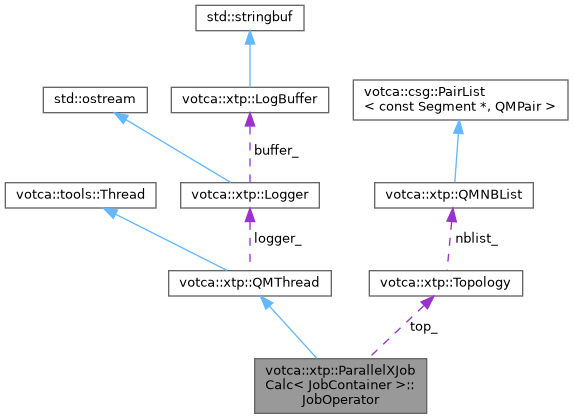 std::stringbuf
std::ostream
votca::xtp::LogBuffer
votca::csg::PairList
< const Segment *, QMPair >
buffer_
votca::tools::Thread
votca::xtp::Logger
votca::xtp::QMNBList
logger_
nblist_
votca::xtp::QMThread
votca::xtp::Topology
top_
votca::xtp::ParallelXJob
Calc< JobContainer >::
JobOperator